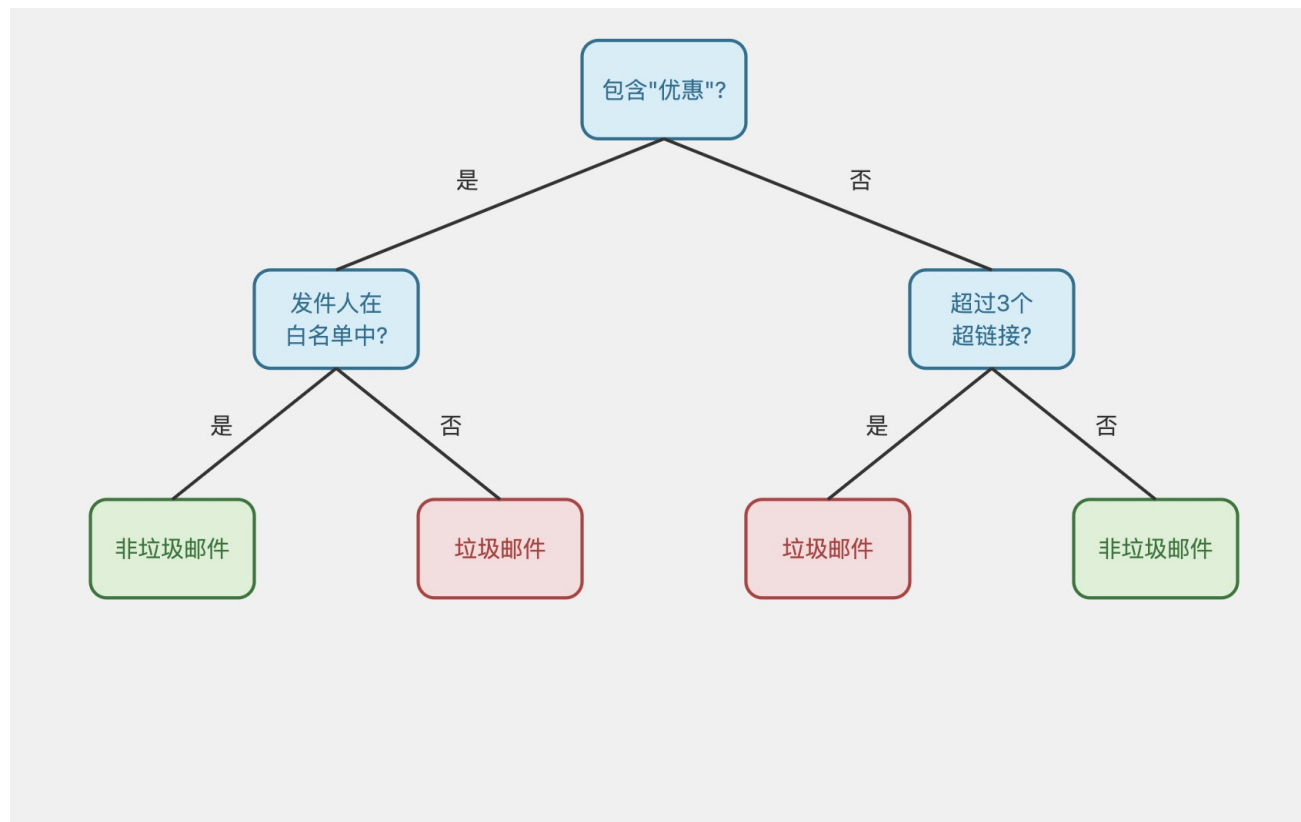 包含"优惠"?
是
否
发件人在
白名单中?
超过3个
超链接?
是
否
是
否
非垃圾邮件
垃圾邮件
垃圾邮件
非垃圾邮件